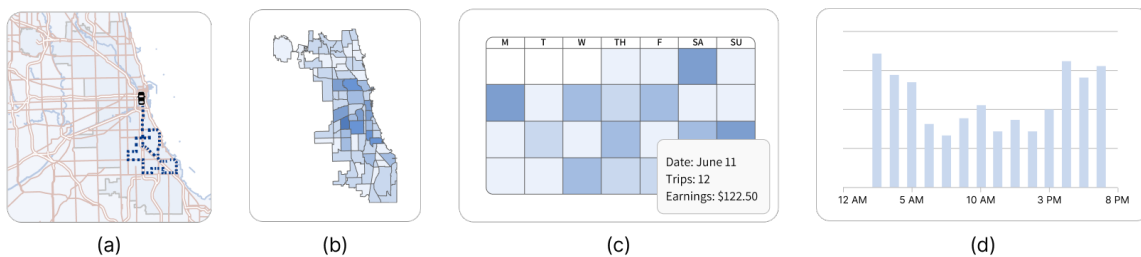 M T W TH F SA SU
Date: June 11
Trips: 12
Earnings: $122.50
12 AM 5 AM 10 AM 3 PM 8 PM
(a) (b) (c) (d)